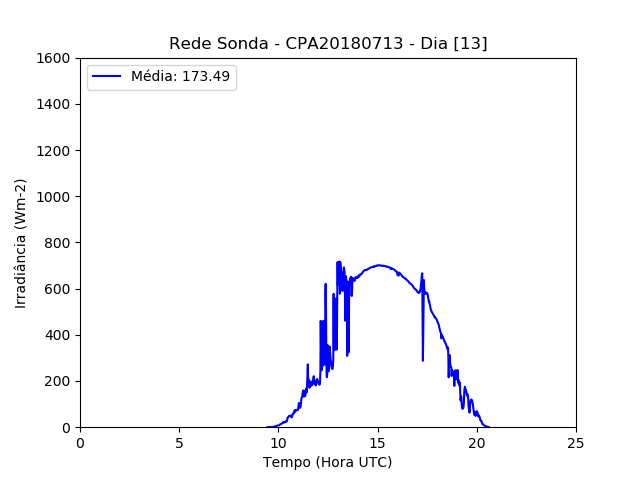 Rede Sonda - CPA20180713 - Dia [13]
Média: 173.49
1600
1400
1200
1000
800
600
400
200
0
Irradiância (Wm-2)
0 5 10 15 20 25
Tempo (Hora UTC)